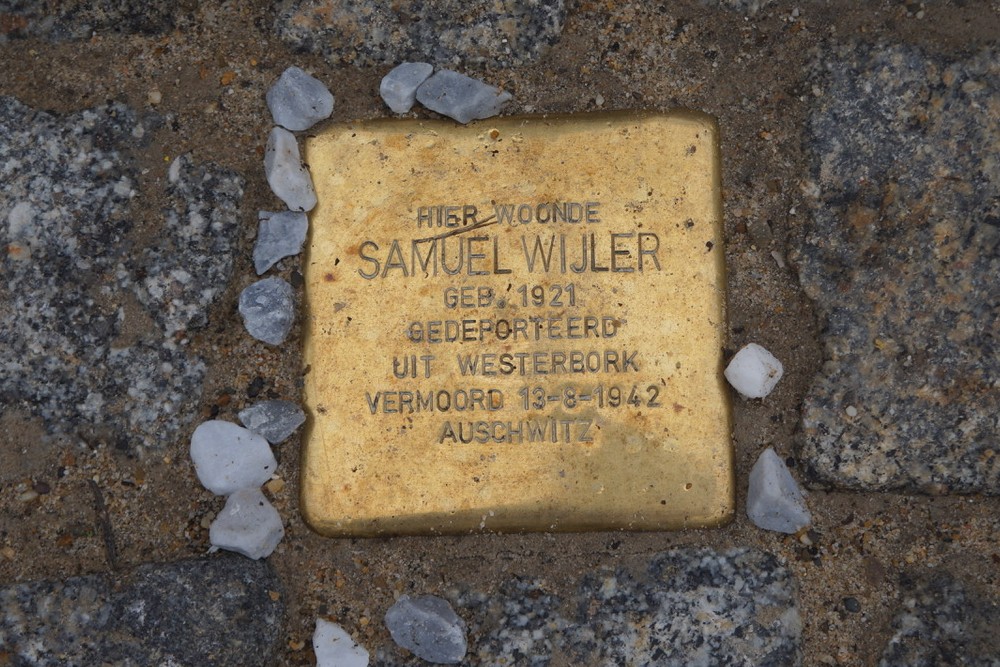 HIER WOONDE
SAMUEL WIJLER
GEB. 1921
GEDEPORTEERD
UIT WESTERBORK
VERMOORD 13-8-1942
AUSCHWITZ